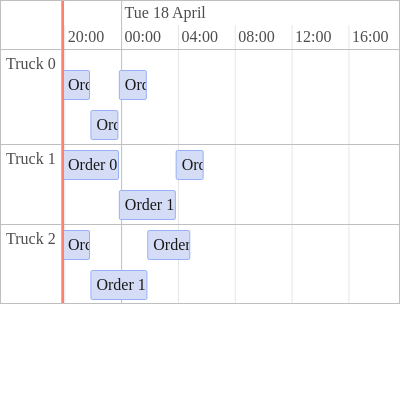 Tue 18 April
20:00 00:00 04:00 08:00 12:00 16:00
Truck 0
Ord Ord
Ord
Truck 1
Order 0 Ord
Order 1
Truck 2
Ord Order
Order 1